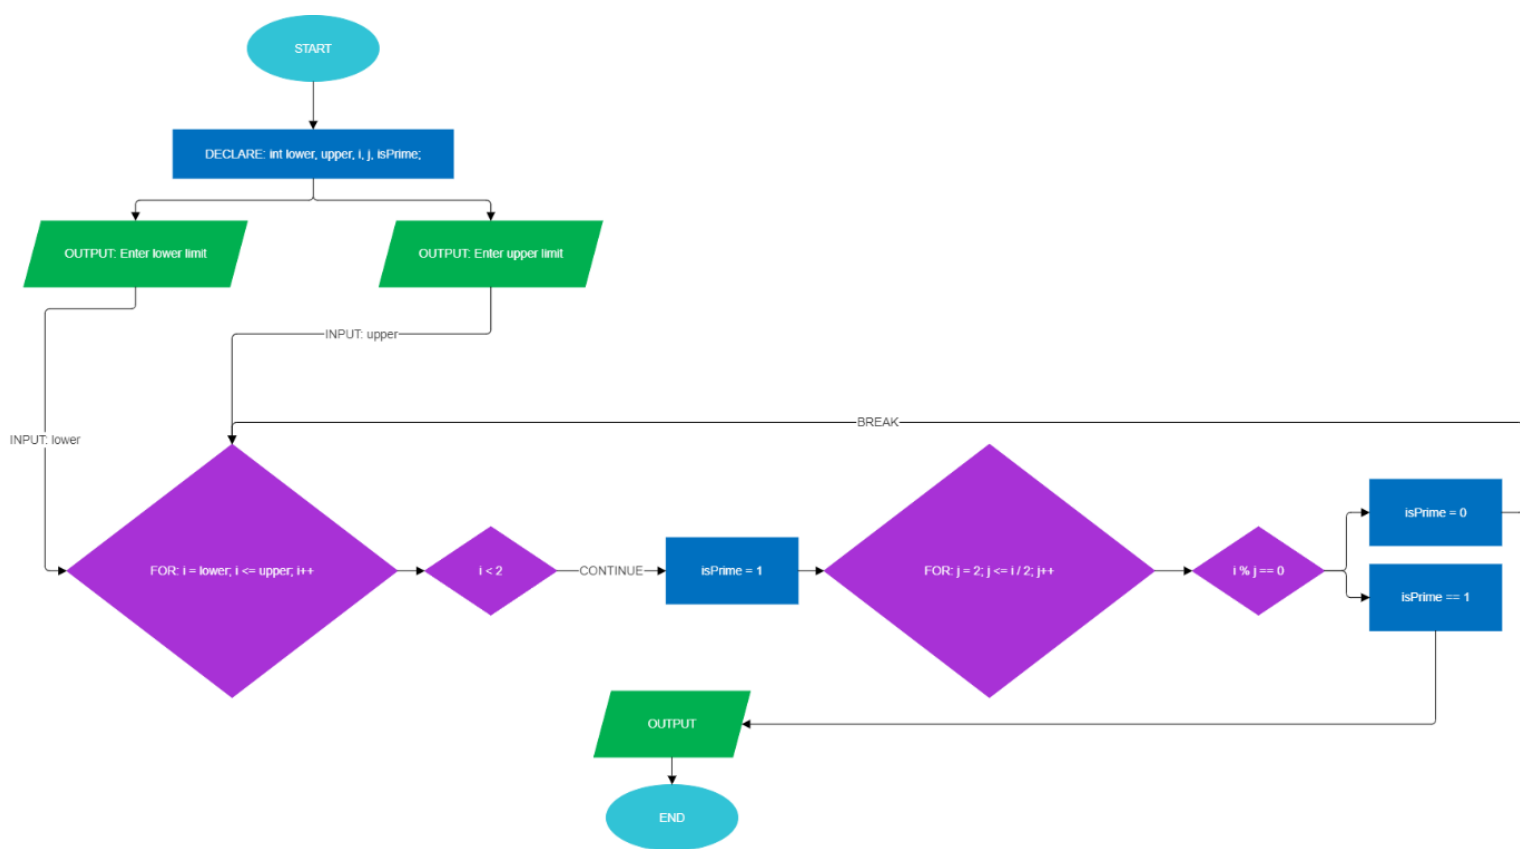 START
DECLARE: int lower, upper, i, j, isPrime;
OUTPUT: Enter lower limit
OUTPUT: Enter upper limit
INPUT: upper
BREAK
INPUT: lower
FOR: i = lower; i <= upper; i++
i < 2
CONTINUE
isPrime = 1
FOR: j = 2; j <= i / 2; j++
i % j == 0
isPrime = 0
isPrime == 1
OUTPUT
END